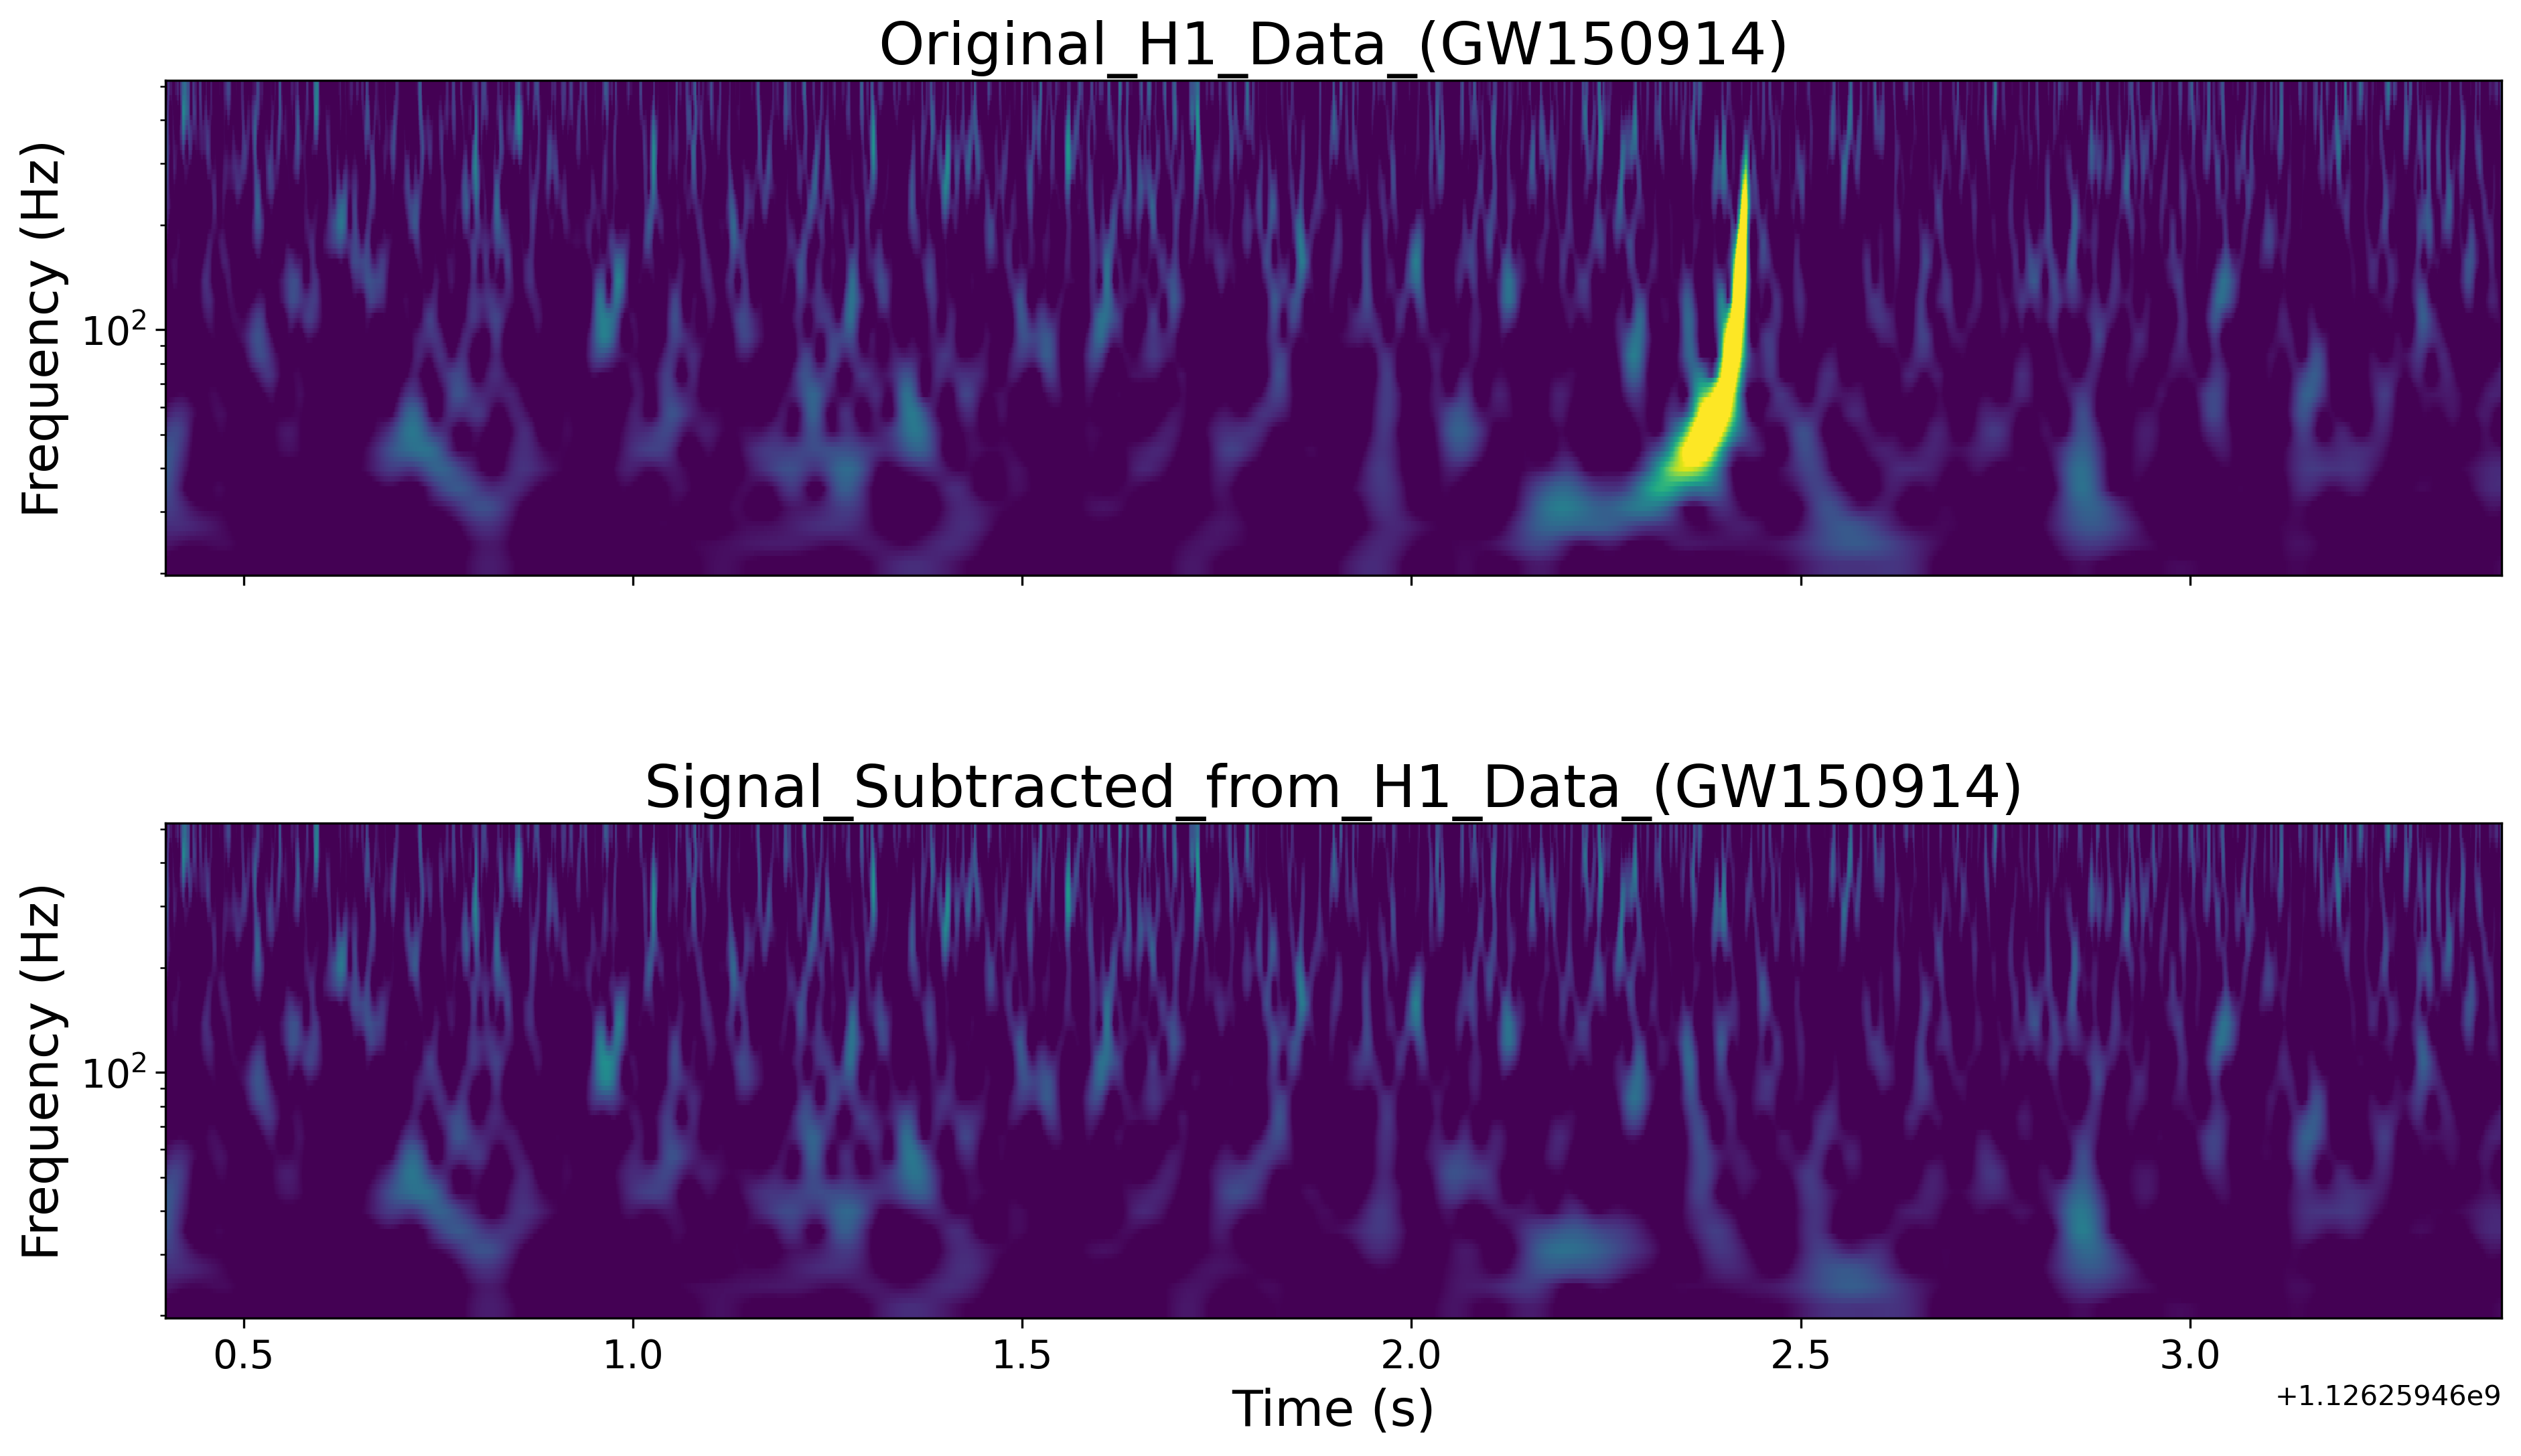 Original_H1_Data_(GW150914)
Frequency (Hz)
10²
Signal_Subtracted_from_H1_Data_(GW150914)
Frequency (Hz)
10²
0.5 1.0 1.5 2.0 2.5 3.0
Time (s)
+1.12625946e9